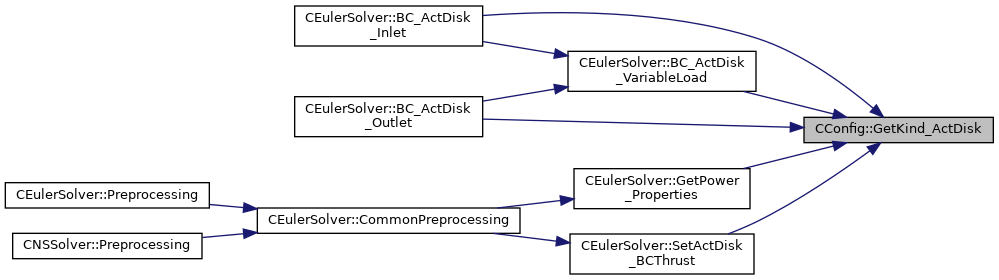 CEulerSolver::BC_ActDisk
_Inlet
CEulerSolver::BC_ActDisk
_VariableLoad
CEulerSolver::BC_ActDisk
_Outlet
CConfig::GetKind_ActDisk
CEulerSolver::GetPower
_Properties
CEulerSolver::Preprocessing
CEulerSolver::CommonPreprocessing
CNSSolver::Preprocessing
CEulerSolver::SetActDisk
_BCThrust